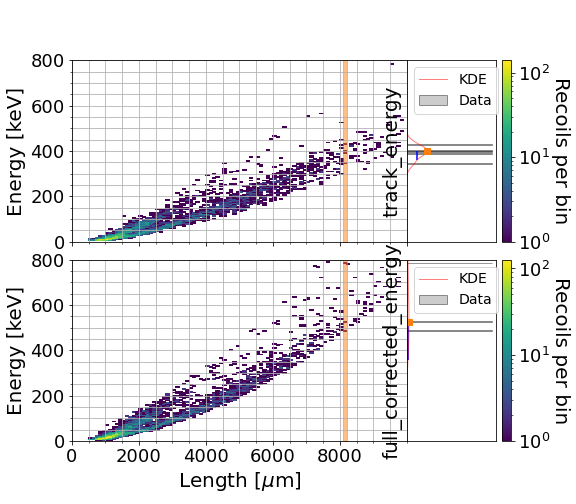 800
600
400
200
0
Energy [keV]
track_energy
KDE
Data
10²
10¹
10⁰
Recoils per bin
800
600
400
200
0
Energy [keV]
full_corrected_energy
KDE
Data
10²
10¹
10⁰
Recoils per bin
0 2000 4000 6000 8000
Length [μm]